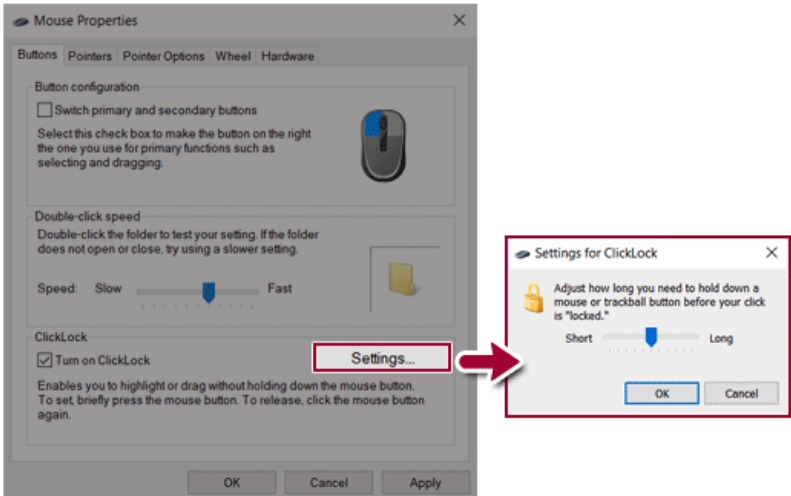 Mouse Properties
Buttons Pointers Pointer Options Wheel Hardware
Button configuration
Switch primary and secondary buttons
Select this check box to make the button on the right
the one you use for primary functions such as
selecting and dragging.
Double-click speed
Double-click the folder to test your setting. If the folder
does not open or close, try using a slower setting.
Speed: Slow Fast
ClickLock
Turn on ClickLock
Settings...
Enables you to highlight or drag without holding down the mouse button.
To set, briefly press the mouse button. To release, click the mouse button
again.
OK Cancel Apply
Settings for ClickLock
Adjust how long you need to hold down a
mouse or trackball button before your click
is "locked."
Short Long
OK Cancel